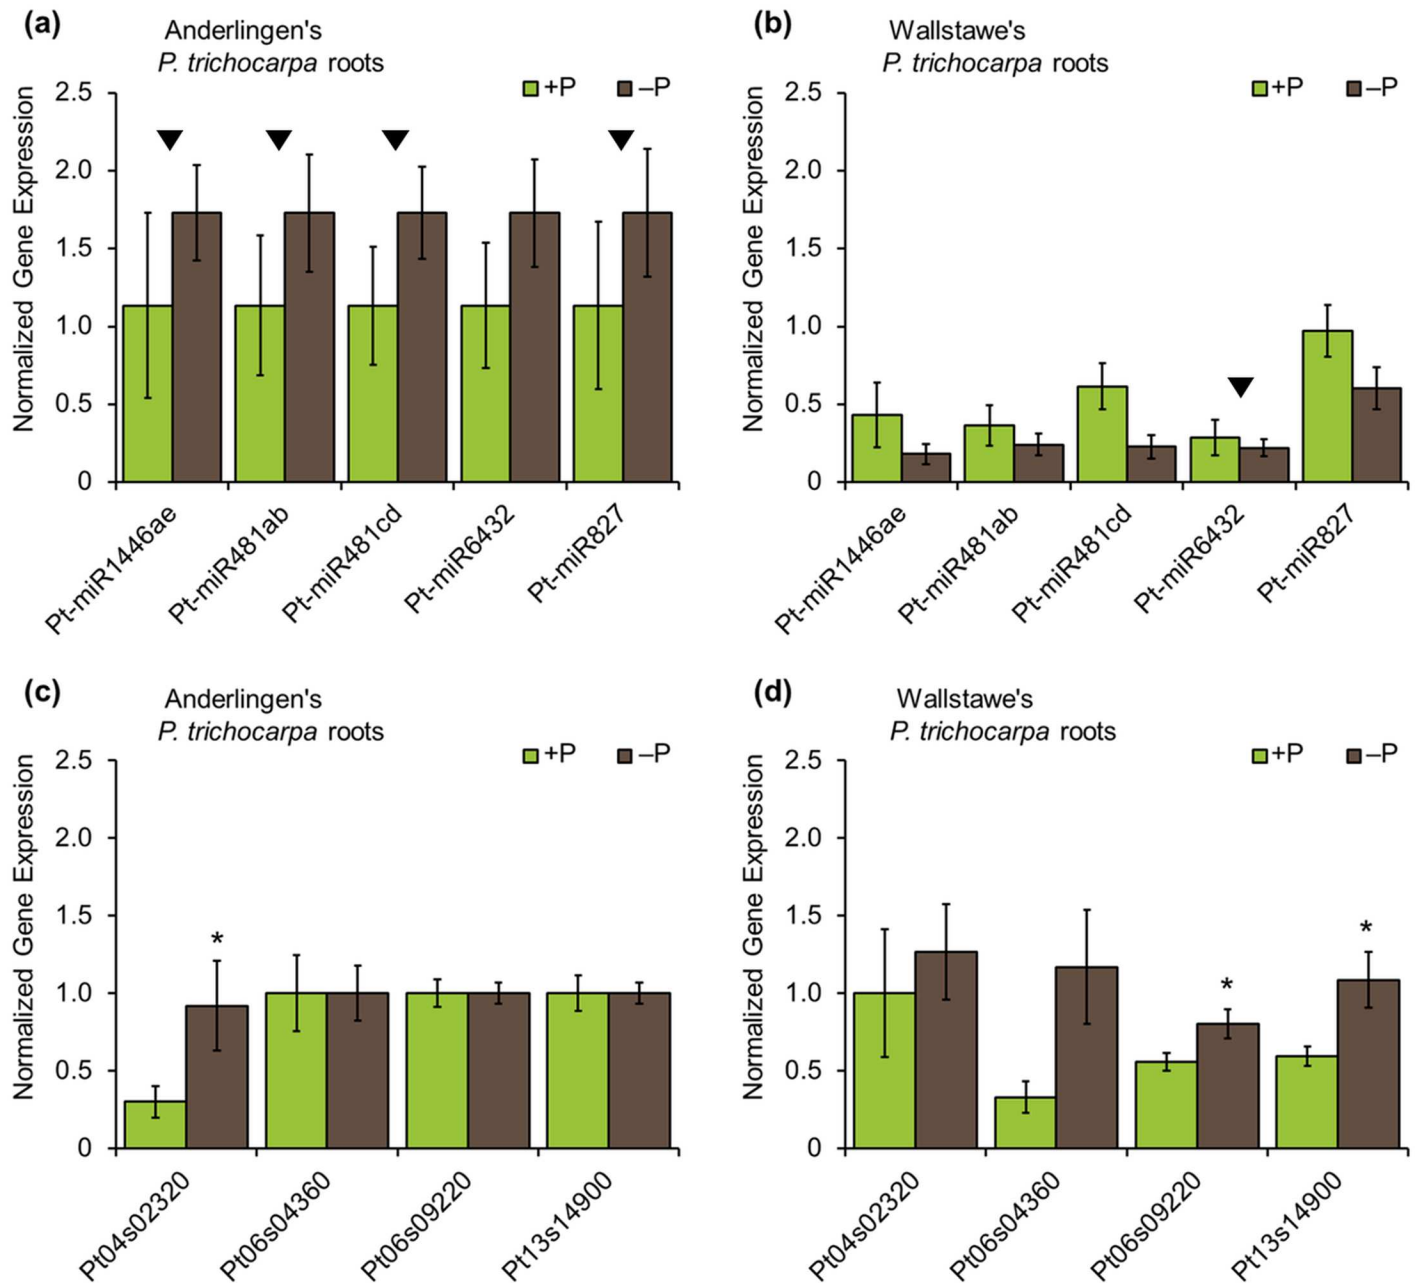 (a)
Anderlingen's
P. trichocarpa roots
+P –P
Normalized Gene Expression
2.5
2.0
1.5
1.0
0.5
0
Pt-miR1446ae
Pt-miR481ab
Pt-miR481cd
Pt-miR6432
Pt-miR827
(b)
Wallstawe's
P. trichocarpa roots
+P –P
Normalized Gene Expression
2.5
2.0
1.5
1.0
0.5
0
Pt-miR1446ae
Pt-miR481ab
Pt-miR481cd
Pt-miR6432
Pt-miR827
(c)
Anderlingen's
P. trichocarpa roots
+P –P
Normalized Gene Expression
2.5
2.0
1.5
1.0
0.5
0
*
Pt04s02320
Pt06s04360
Pt06s09220
Pt13s14900
(d)
Wallstawe's
P. trichocarpa roots
+P –P
Normalized Gene Expression
2.5
2.0
1.5
1.0
0.5
0
*
*
Pt04s02320
Pt06s04360
Pt06s09220
Pt13s14900